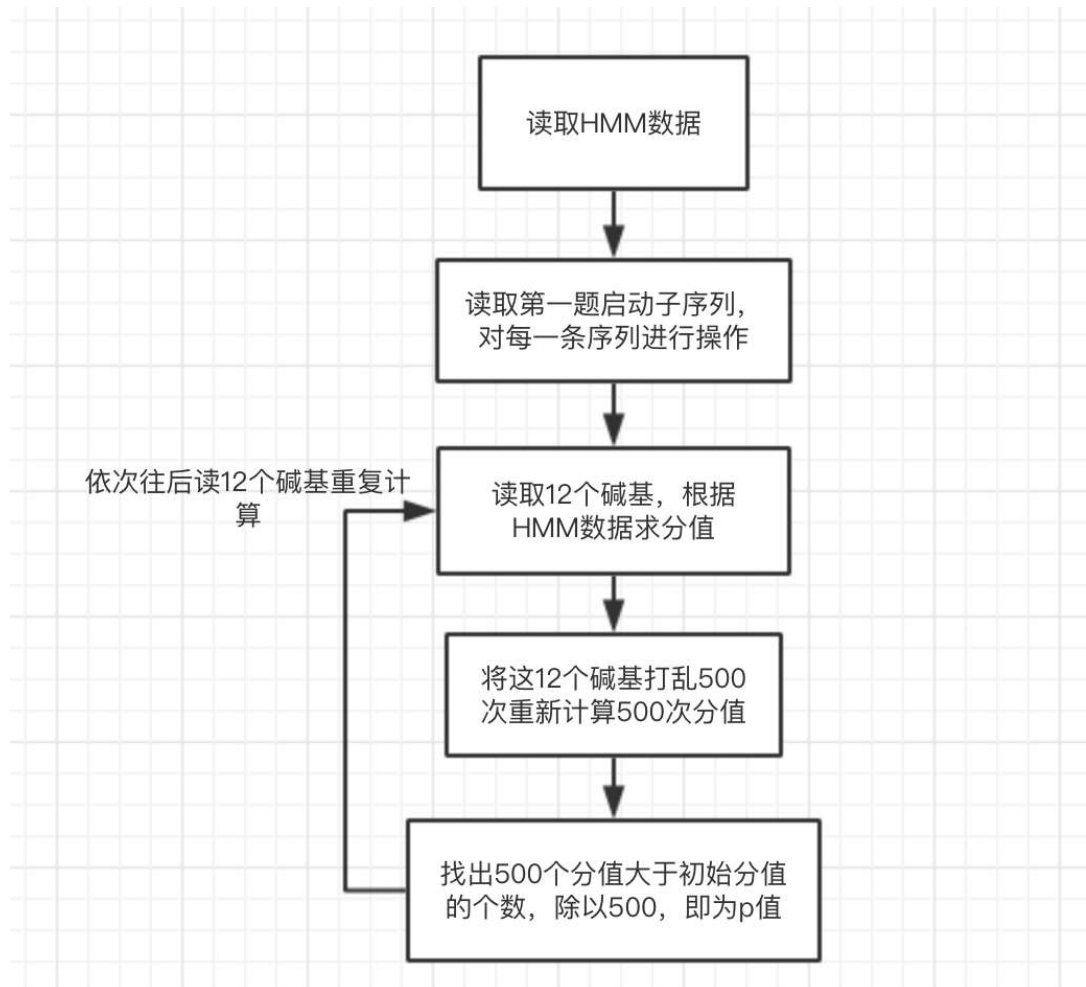 读取HMM数据
读取第一题启动子序列，
对每一条序列进行操作
依次往后读12个碱基重复计
算
读取12个碱基，根据
HMM数据求分值
将这12个碱基打乱500
次重新计算500次分值
找出500个分值大于初始分值
的个数，除以500，即为p值